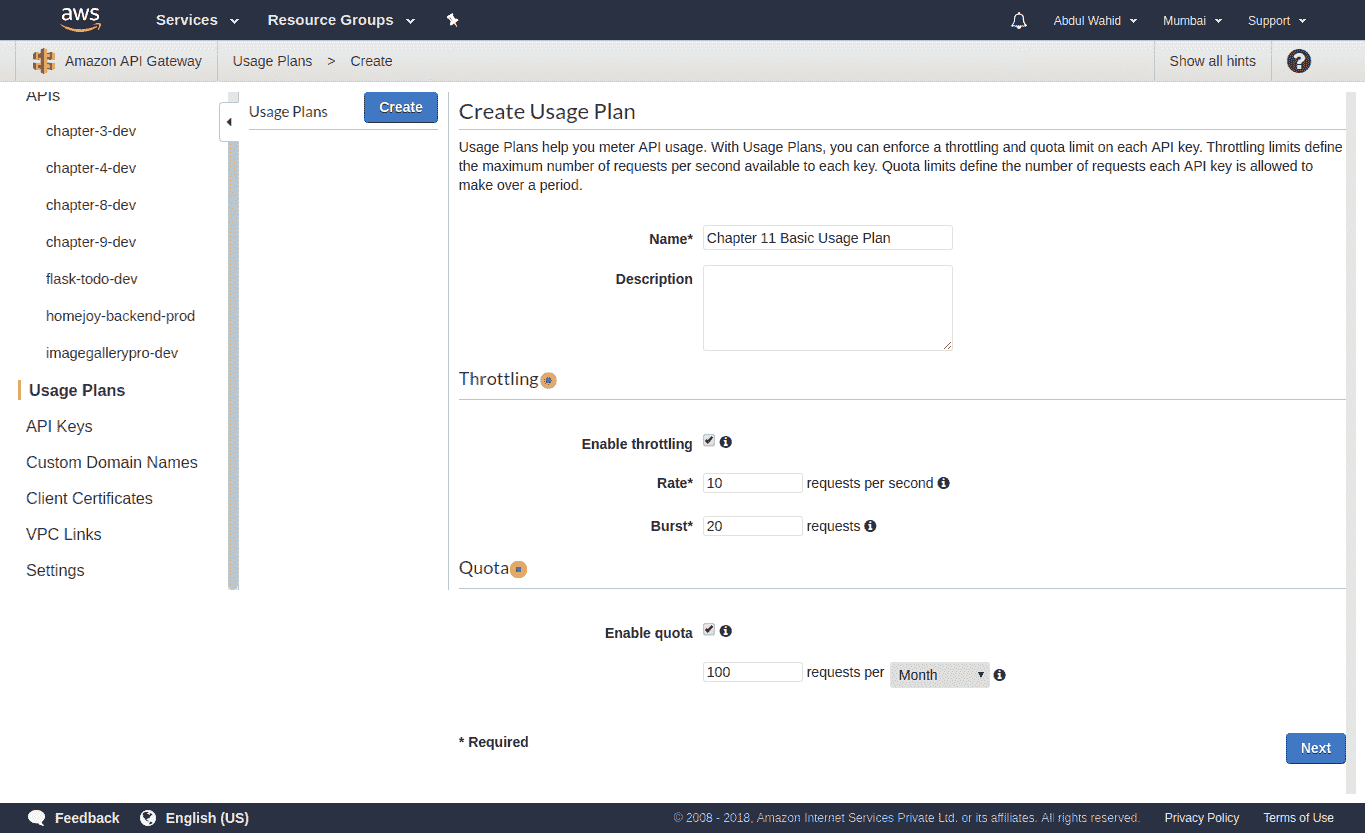 aws Services Resource Groups Abdul Wahid Mumbai Support
Amazon API Gateway Usage Plans > Create Show all hints ?
APIs
chapter-3-dev
chapter-4-dev
chapter-8-dev
chapter-9-dev
flask-todo-dev
homejoy-backend-prod
imagegallerypro-dev
Usage Plans
API Keys
Custom Domain Names
Client Certificates
VPC Links
Settings
Usage Plans Create
Create Usage Plan
Usage Plans help you meter API usage. With Usage Plans, you can enforce a throttling and quota limit on each API key. Throttling limits define
the maximum number of requests per second available to each key. Quota limits define the number of requests each API key is allowed to
make over a period.
Name* Chapter 11 Basic Usage Plan
Description
Throttling
Enable throttling
Rate* 10 requests per second
Burst* 20 requests
Quota
Enable quota
100 requests per Month
* Required
Next
Feedback English (US) © 2008 - 2018, Amazon Internet Services Private Ltd. or its affiliates. All rights reserved. Privacy Policy Terms of Use